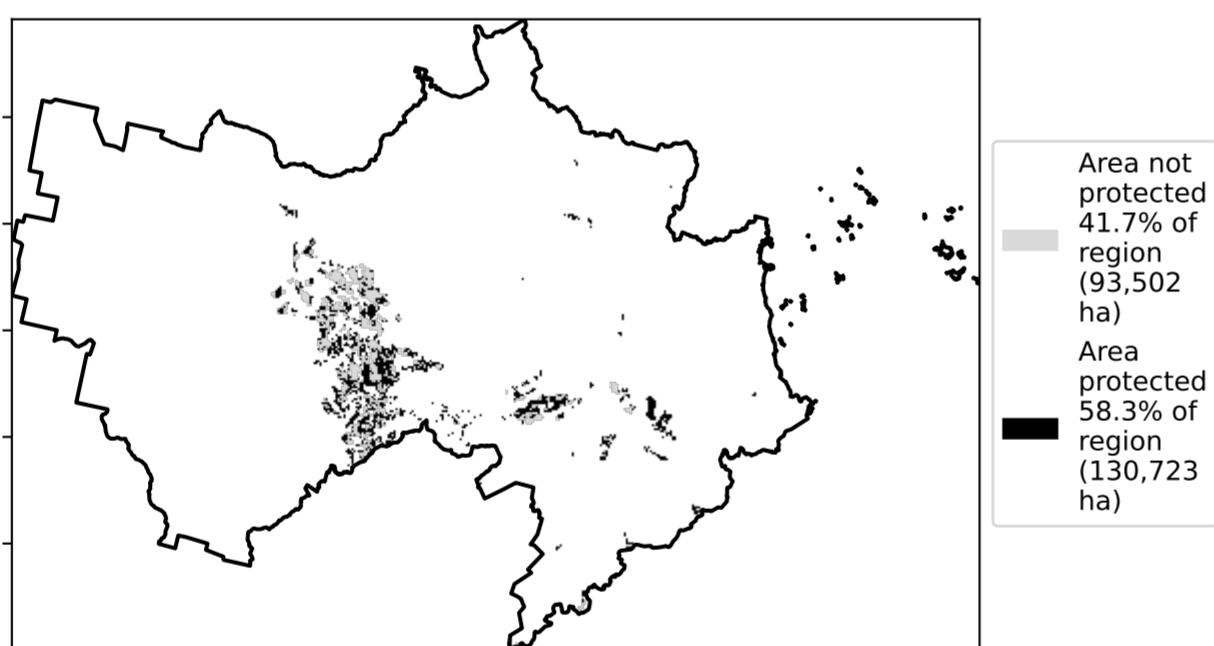 Area not
protected
41.7% of
region
(93,502
ha)
Area
protected
58.3% of
region
(130,723
ha)